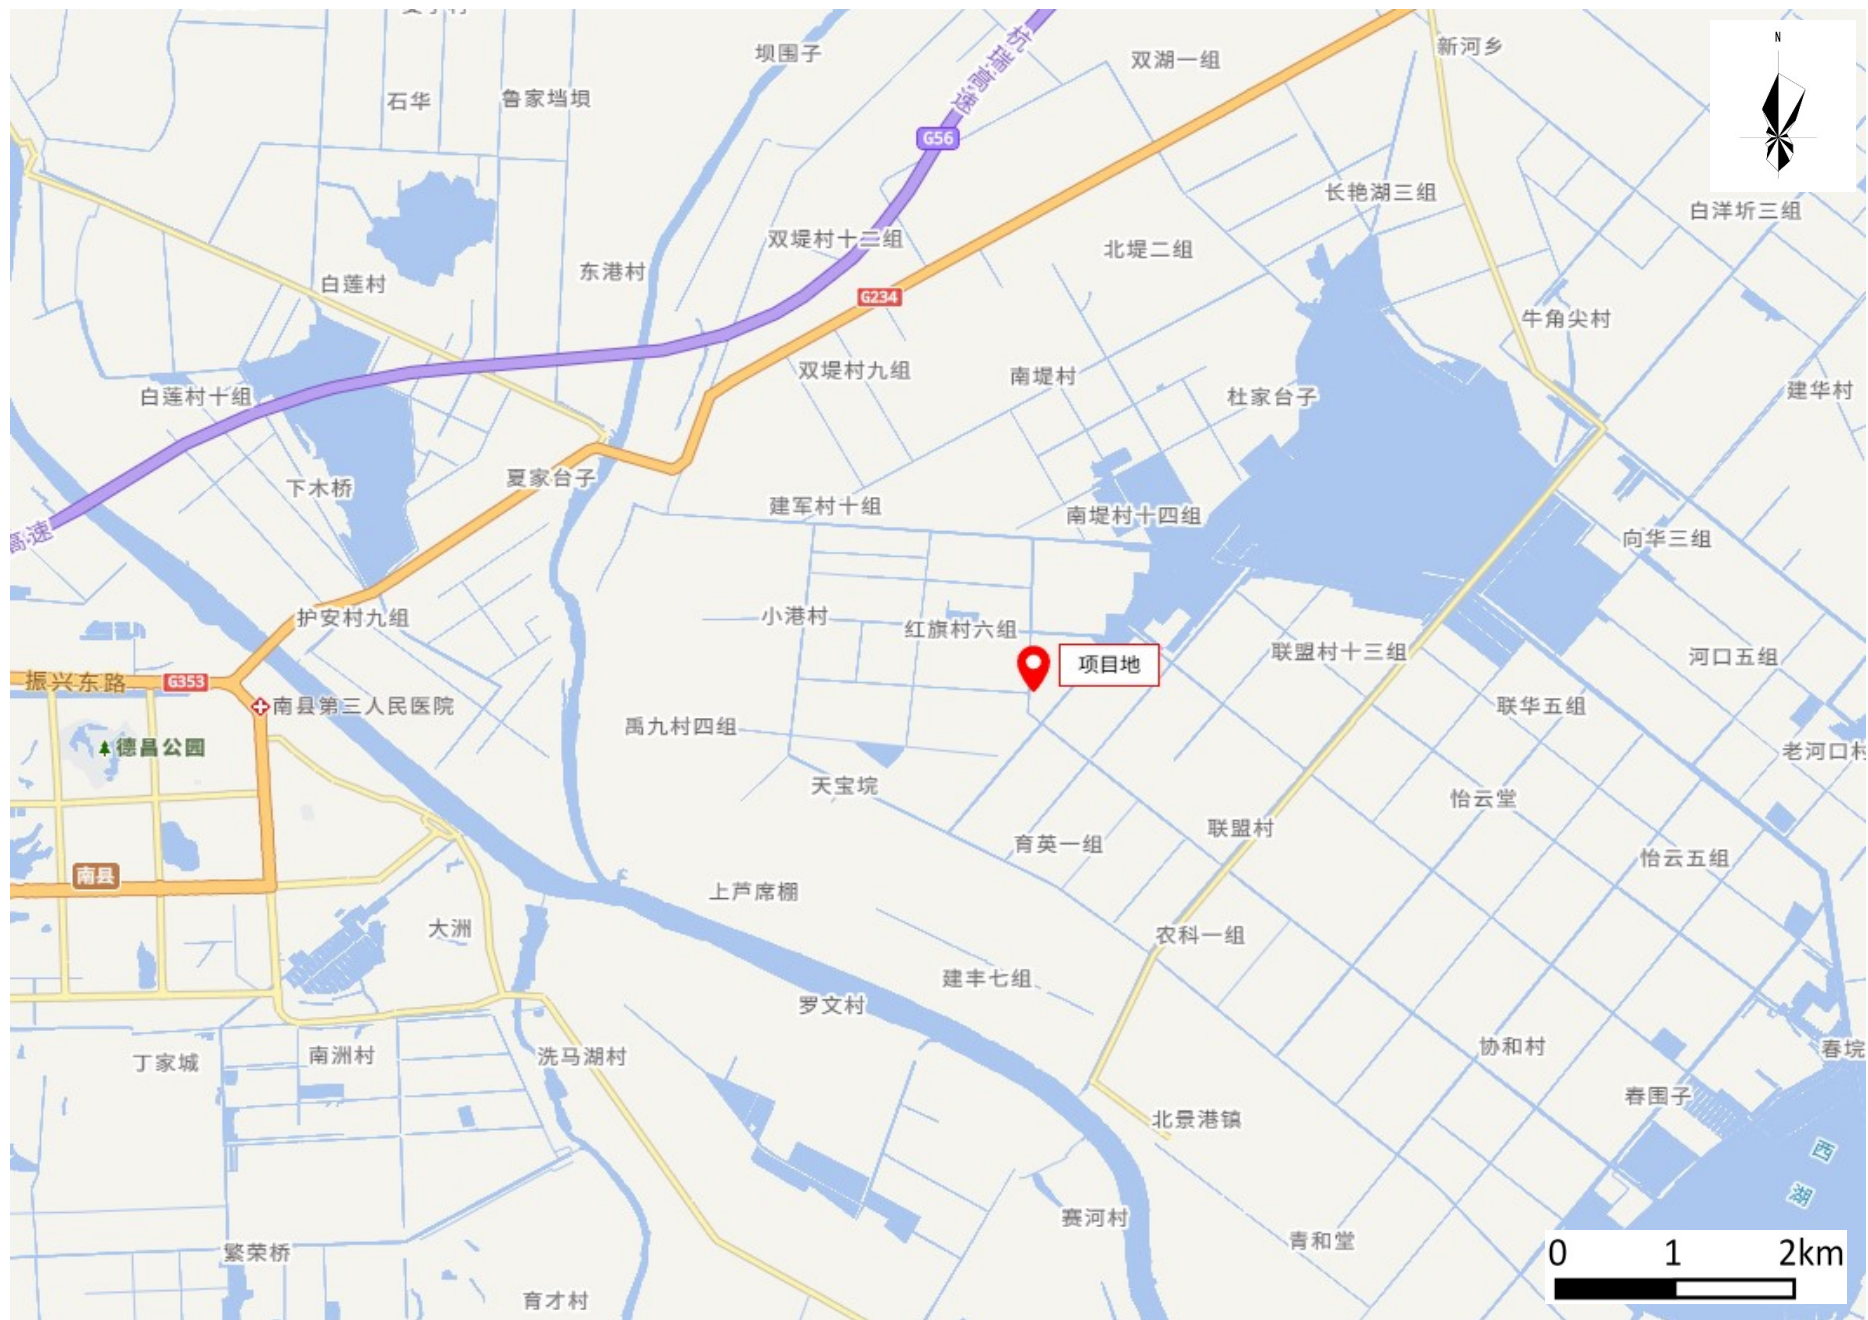 新河乡
N
坝围子
双湖一组
杭瑞高速
石华
鲁家垱坝
G56
长艳湖三组
白洋圻三组
双堤村十二组
北堤二组
东港村
白莲村
G234
牛角尖村
双堤村九组
南堤村
杜家台子
建华村
白莲村十组
夏家台子
下木桥
建军村十组
南堤村十四组
高速
向华三组
护安村九组
小港村
红旗村六组
联盟村十三组
河口五组
项目地
振兴东路
G353
南县第三人民医院
联华五组
禹九村四组
德昌公园
老河口村
天宝垸
怡云堂
联盟村
育英一组
怡云五组
南县
上芦席棚
大洲
农科一组
建丰七组
罗文村
协和村
春垸
丁家城
南洲村
洗马湖村
春围子
北景港镇
西湖
赛河村
青和堂
繁荣桥
0 1 2km
育才村